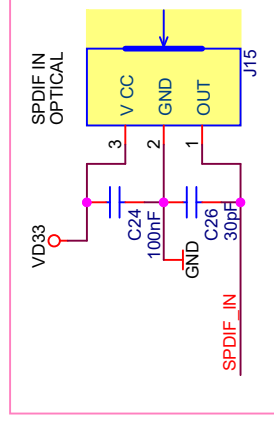 SPDIF IN
OPTICAL
J15
V CC
GND
OUT
3
2
1
VD33
C24
100nF
C26
30pF
GND
SPDIF_IN